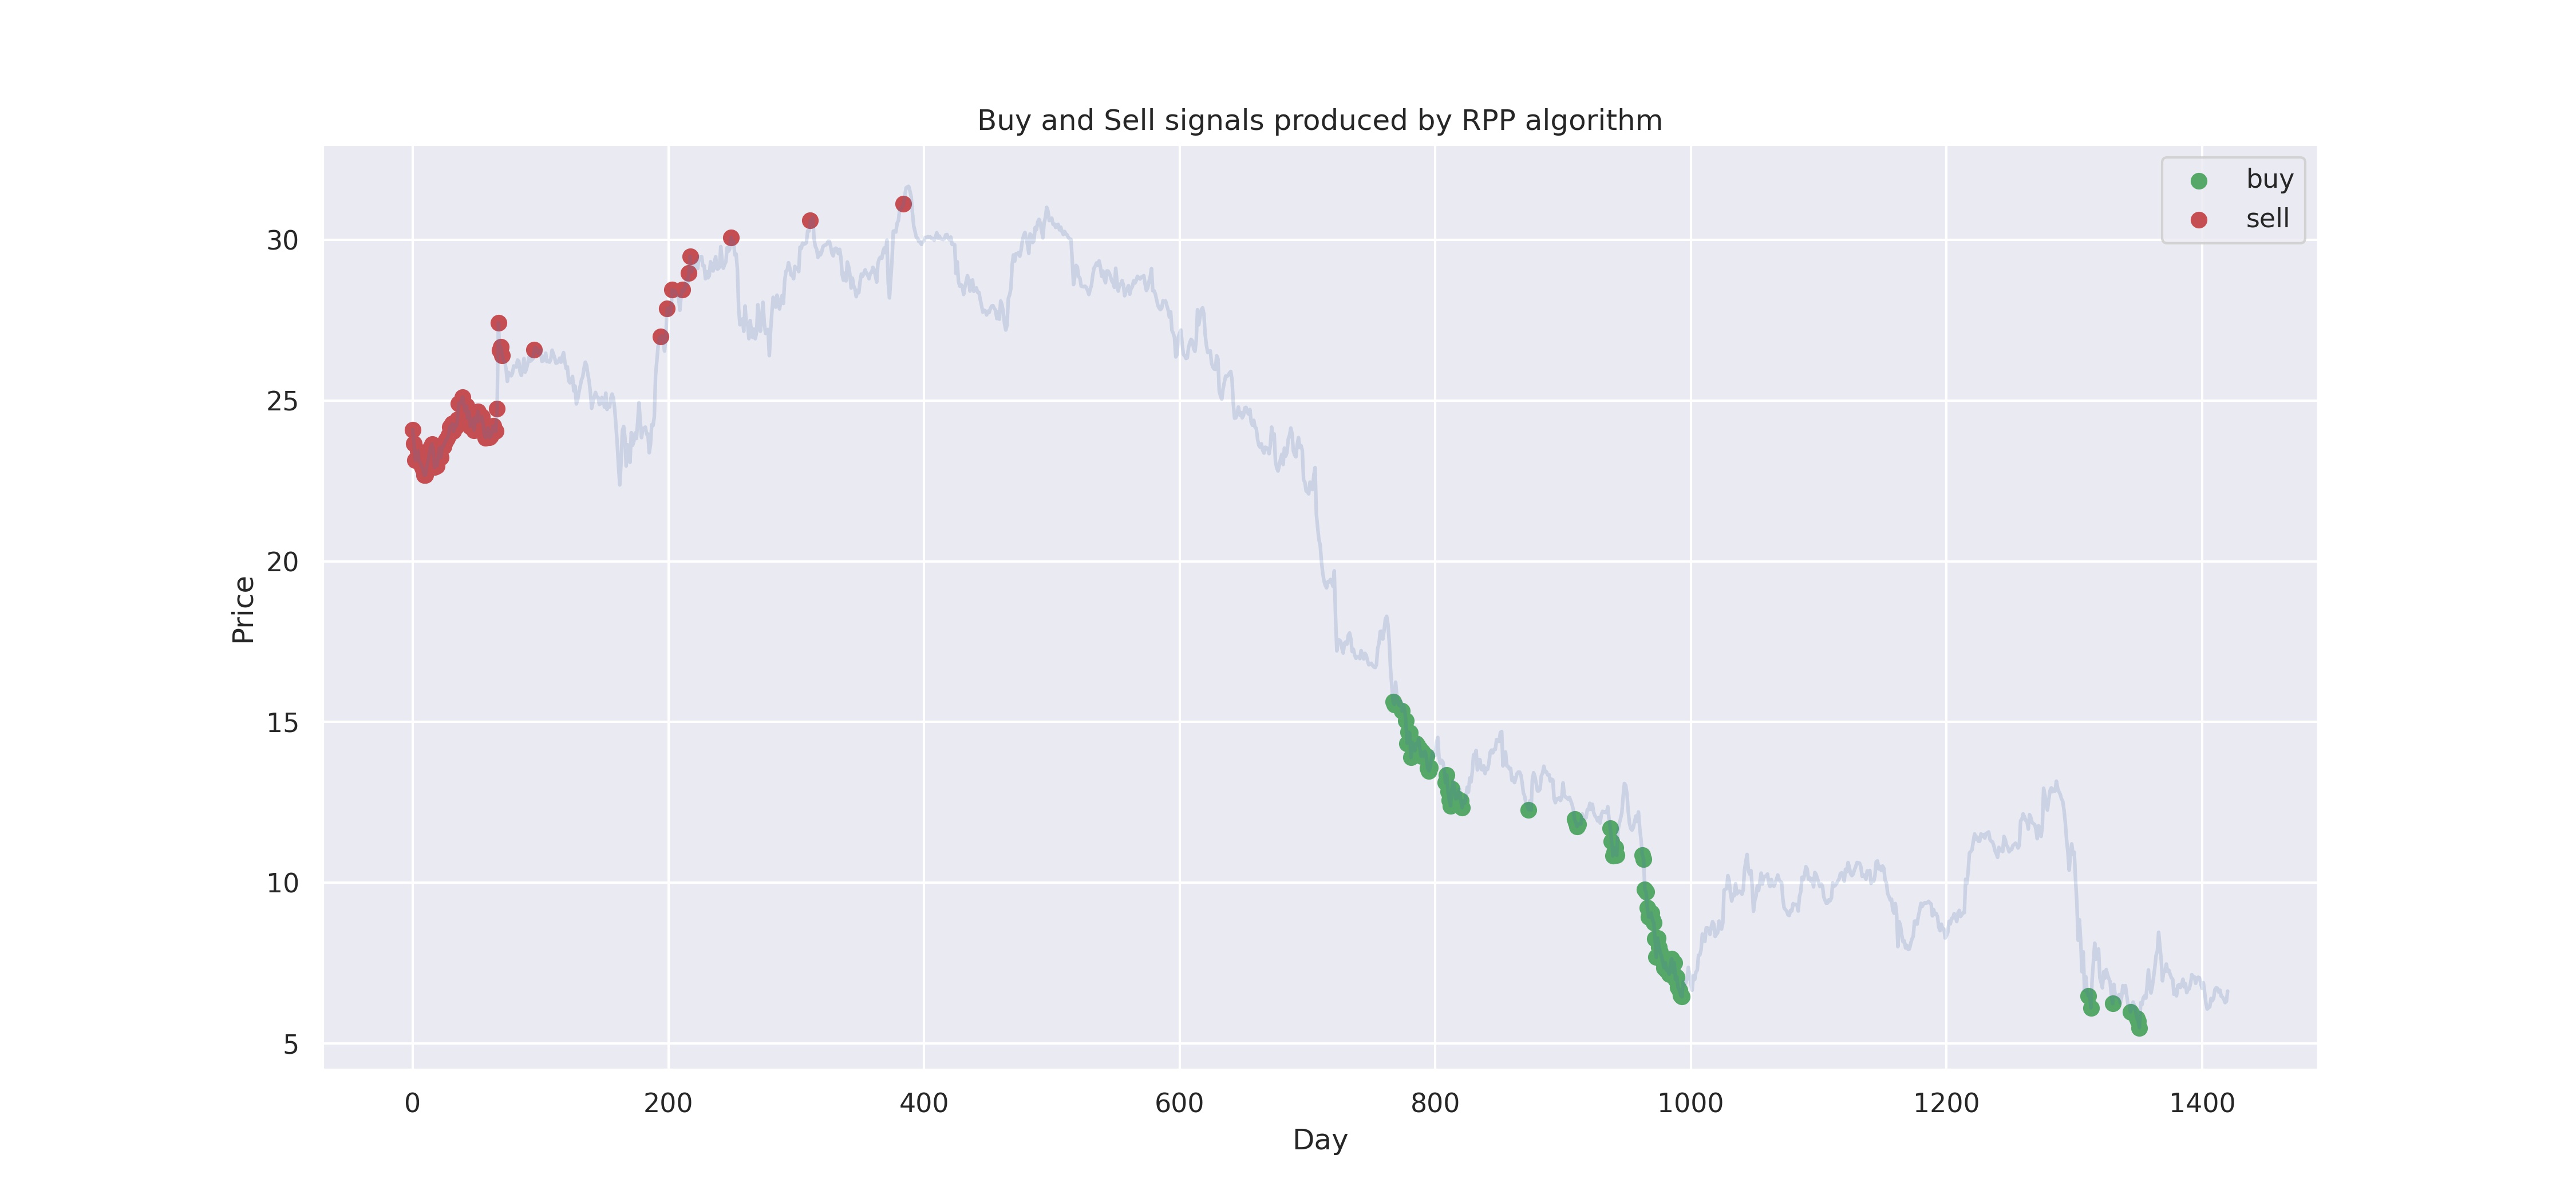 Buy and Sell signals produced by RPP algorithm
buy
sell
30
25
20
15
10
5
Price
0 200 400 600 800 1000 1200 1400
Day